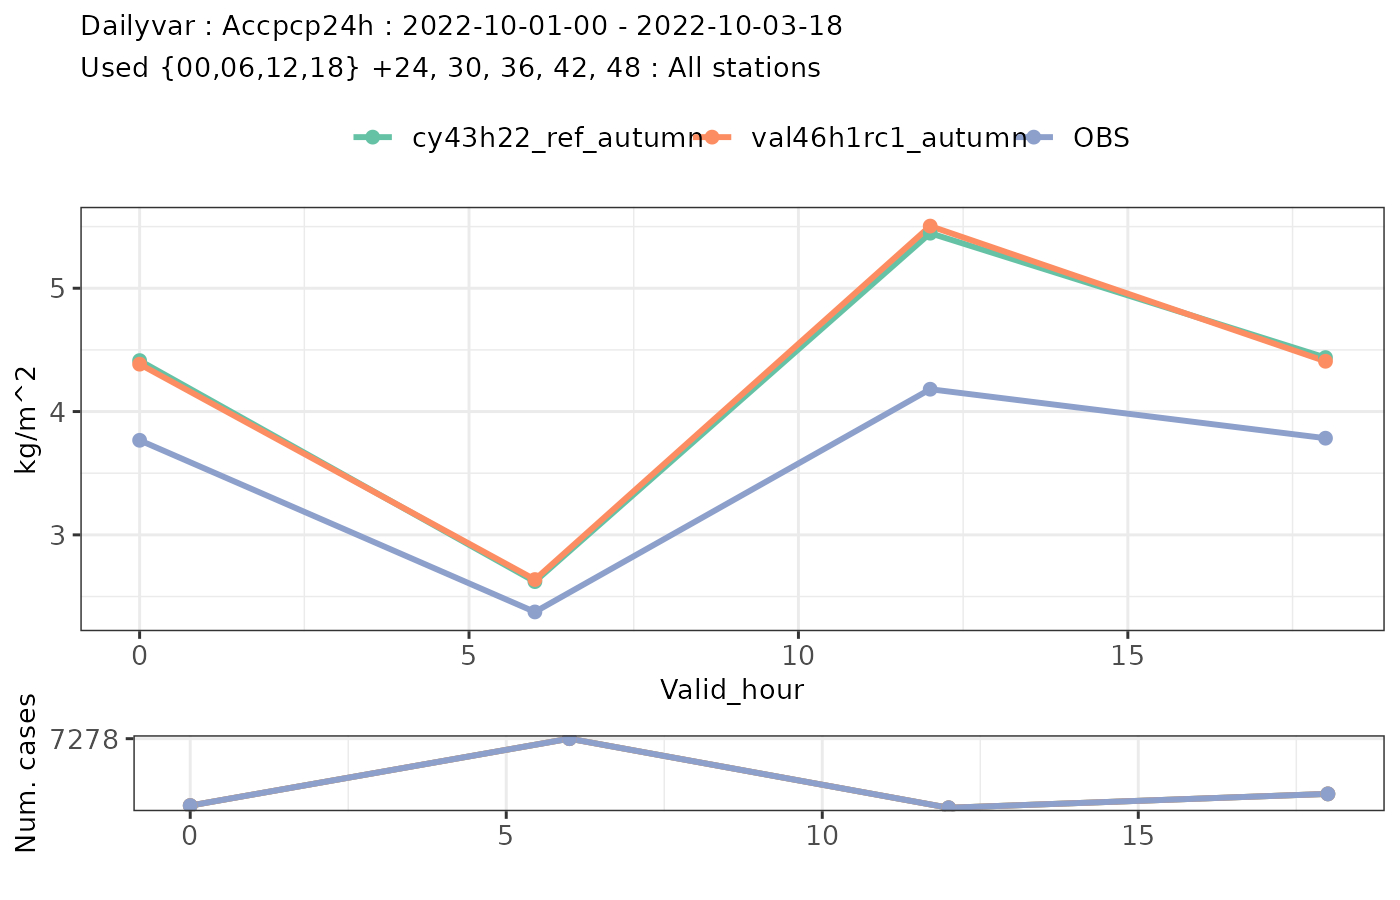 Dailyvar : Accpcp24h : 2022-10-01-00 - 2022-10-03-18
Used {00,06,12,18} +24, 30, 36, 42, 48 : All stations
cy43h22_ref_autumn val46h1rc1_autumn OBS
kg/m^2
5
4
3
0 5 10 15
Valid_hour
Num. cases
7278
0 5 10 15